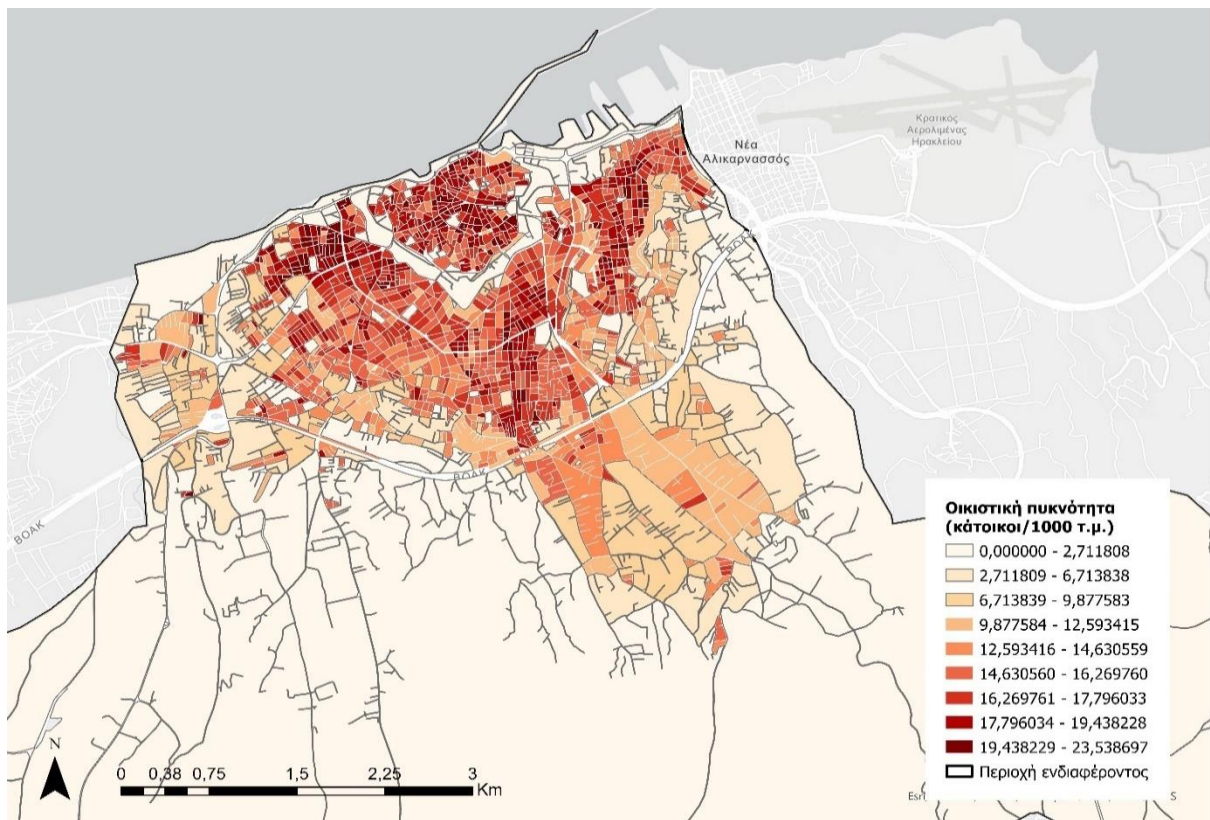 Κρατικός
Αερολιμένας
Ηρακλείου
Νέα
Αλικαρνασσός
ΒΟΑΚ
ΒΟΑΚ
ΒΟΑΚ
Οικιστική πυκνότητα
(κάτοικοι/1000 τ.μ.)
0,000000 - 2,711808
2,711809 - 6,713838
6,713839 - 9,877583
9,877584 - 12,593415
12,593416 - 14,630559
14,630560 - 16,269760
16,269761 - 17,796033
17,796034 - 19,438228
19,438229 - 23,538697
Περιοχή ενδιαφέροντος
N
0 0,38 0,75 1,5 2,25 3
Km